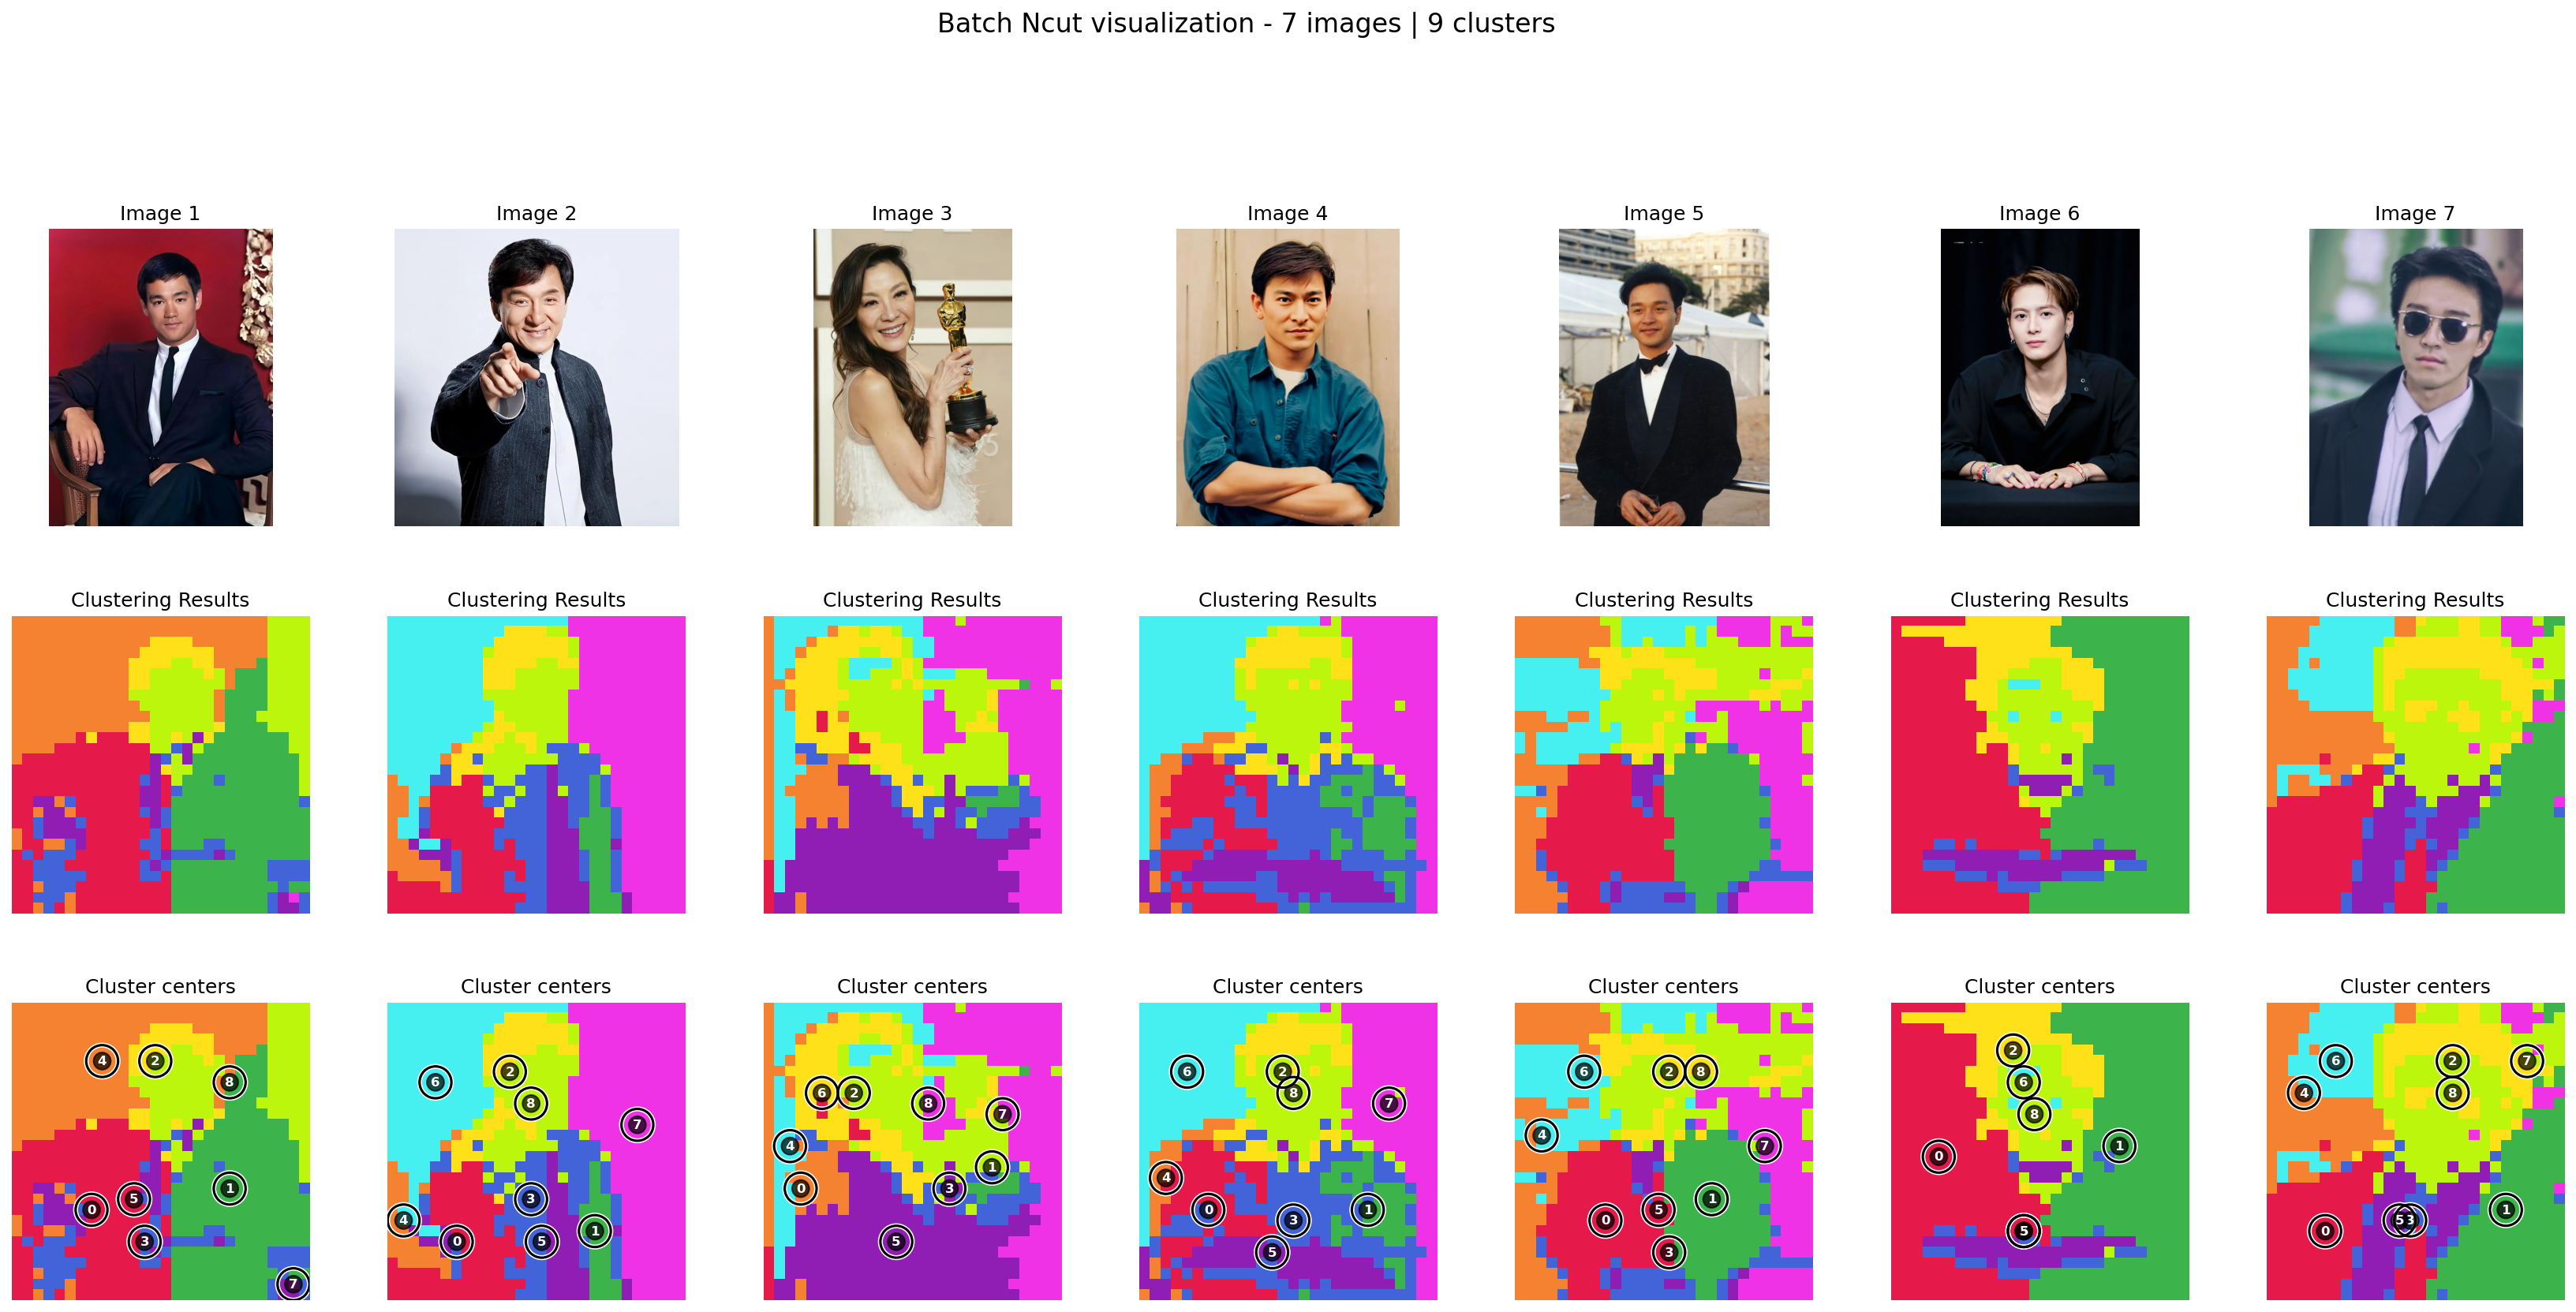 Batch Ncut visualization - 7 images | 9 clusters
Image 1
Image 2
Image 3
Image 4
Image 5
Image 6
Image 7
95
Clustering Results
Clustering Results
Clustering Results
Clustering Results
Clustering Results
Clustering Results
Clustering Results
Cluster centers
Cluster centers
Cluster centers
Cluster centers
Cluster centers
Cluster centers
Cluster centers
4 2 8 5 1 0 3 7
6 2 8 7 3 4 0 5 1
6 2 8 7 4 1 0 3 5
6 2 8 7 4 0 3 1 5
6 2 8 4 7 1 5 0 3
2 6 8 1 0 5
6 2 7 4 8 1 5 3 0